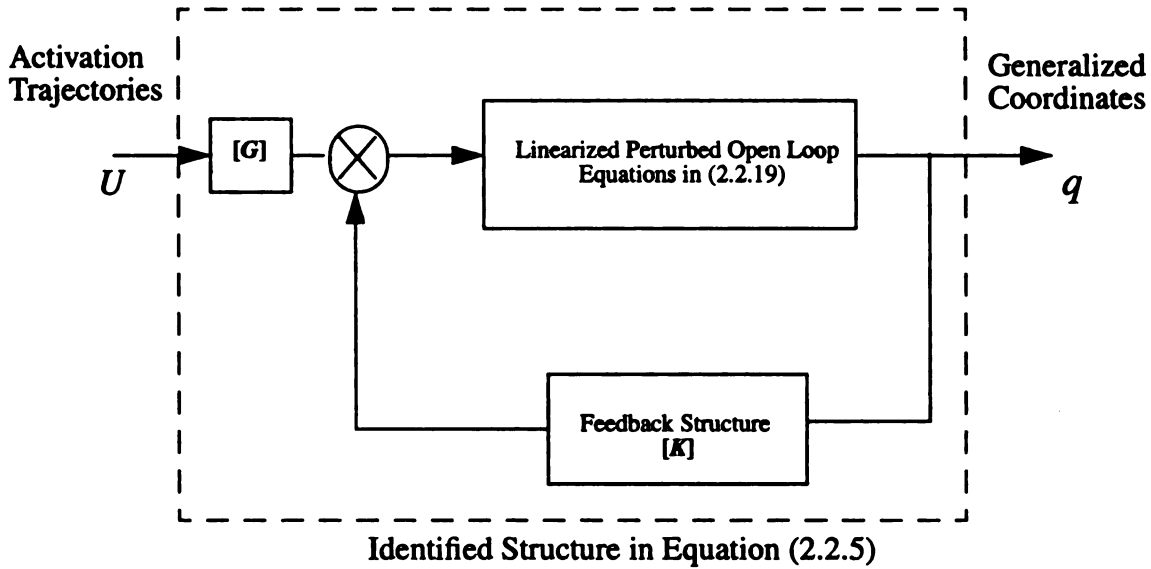 Activation
Trajectories
U
[G]
Linearized Perturbed Open Loop
Equations in (2.2.19)
Generalized
Coordinates
q
Feedback Structure
[K]
Identified Structure in Equation (2.2.5)